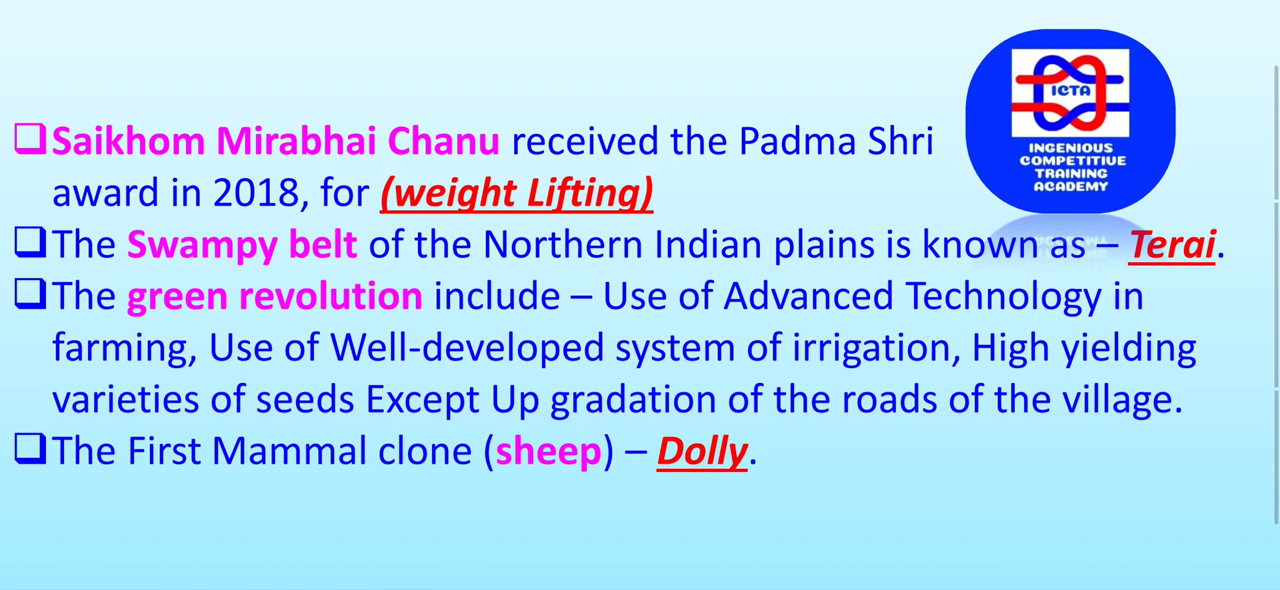 ICTA
INGENIOUS
COMPETITIVE
TRAINING
ACADEMY
Saikhom Mirabhai Chanu received the Padma Shri
award in 2018, for (weight Lifting)
The Swampy belt of the Northern Indian plains is known as – Terai.
The green revolution include – Use of Advanced Technology in
farming, Use of Well-developed system of irrigation, High yielding
varieties of seeds Except Up gradation of the roads of the village.
The First Mammal clone (sheep) – Dolly.